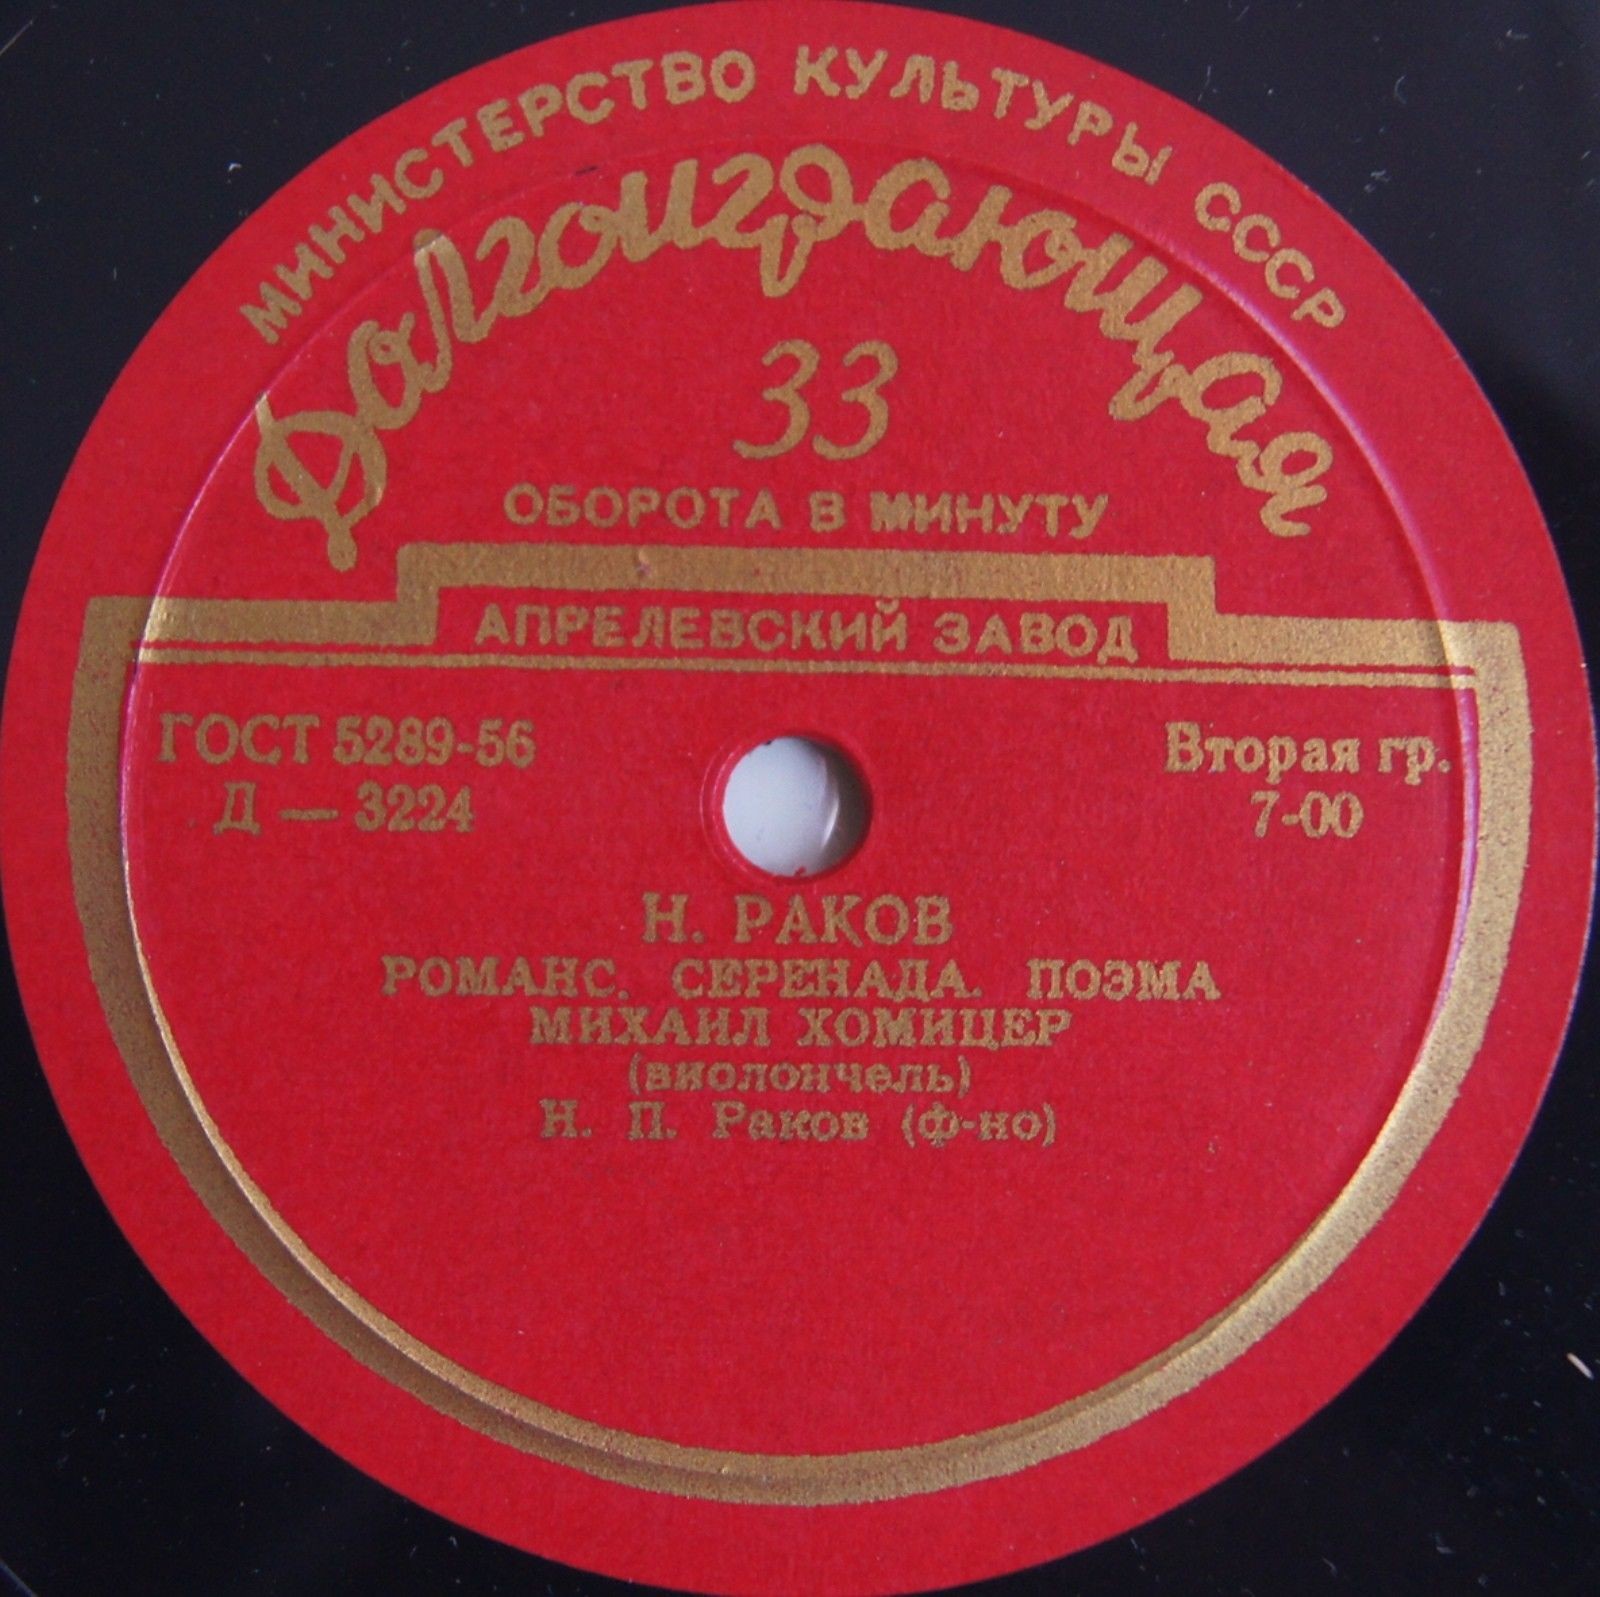 МИНИСТЕРСТВО КУЛЬТУРЫ СССР
Долгоиграющая
33
ОБОРОТА В МИНУТУ
АПРЕЛЕВСКИЙ ЗАВОД
ГОСТ 5289-56
Вторая гр.
Д — 3224
7-00
Н. РАКОВ
РОМАНС. СЕРЕНАДА. ПОЭМА
МИХАИЛ ХОМИЦЕР
(виолончель)
Н. П. Раков (ф-но)